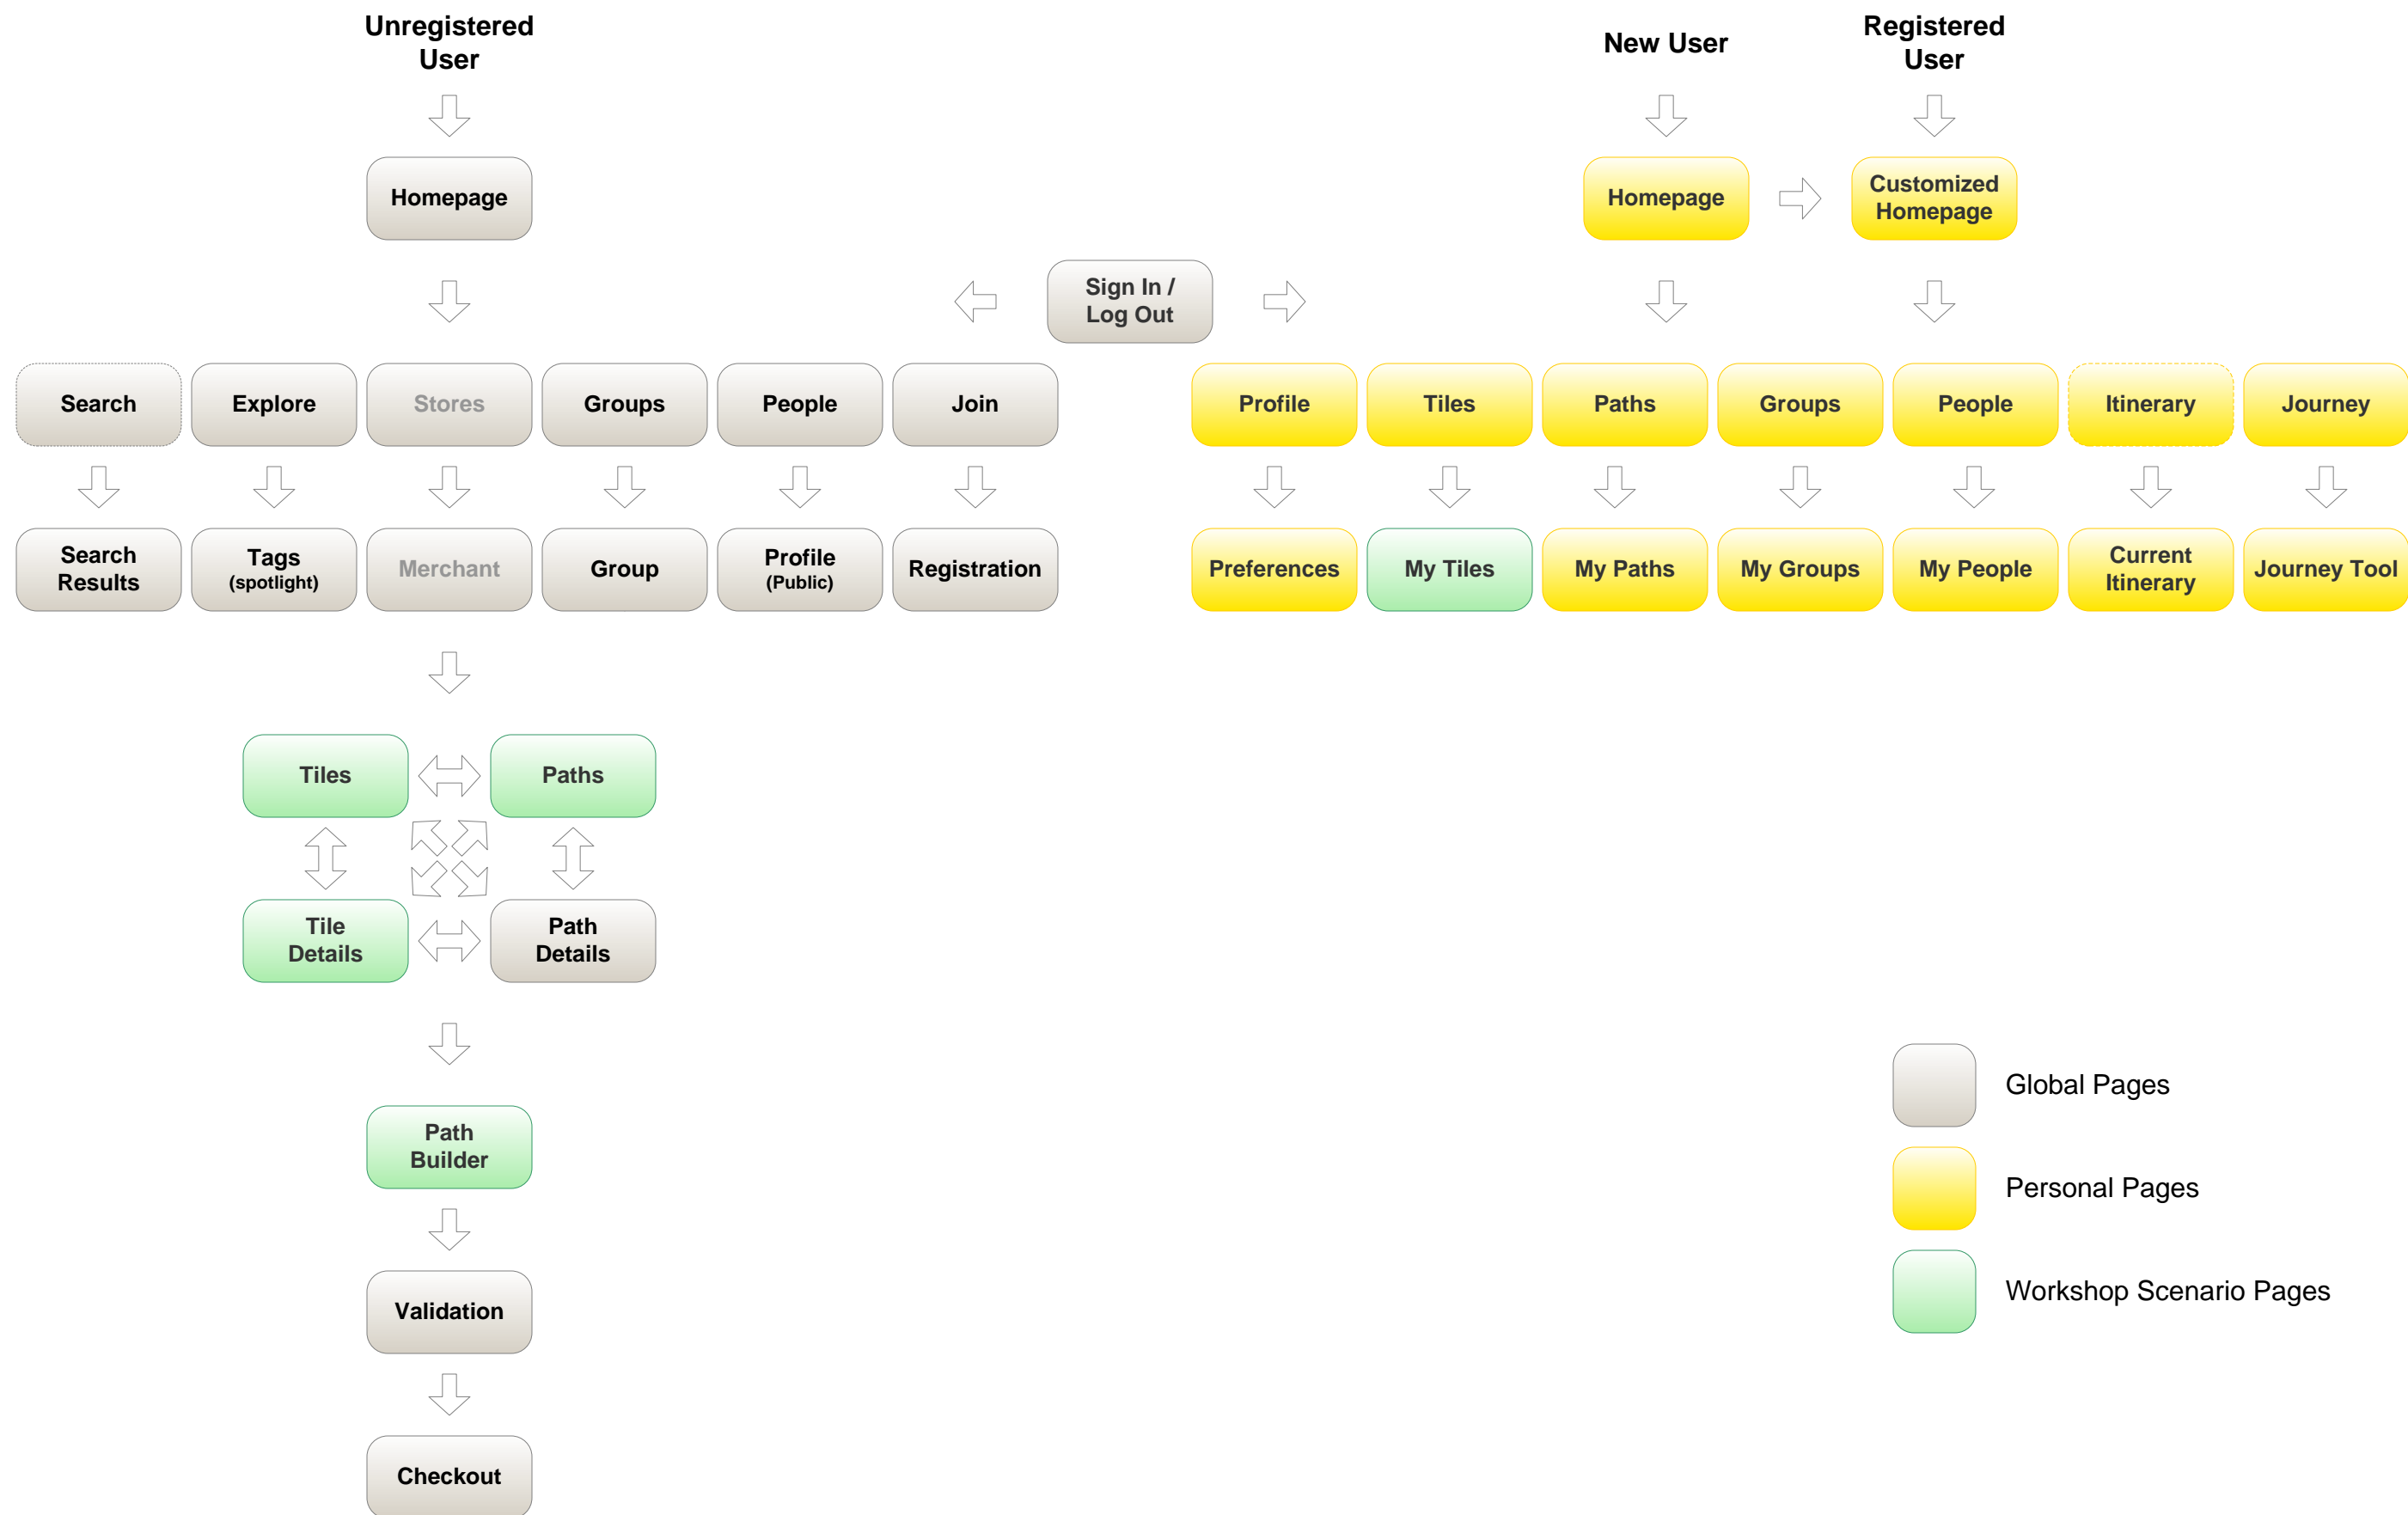 Unregistered
User
New User
Registered
User
Homepage
Homepage
Customized
Homepage
Sign In /
Log Out
Search
Explore
Stores
Groups
People
Join
Profile
Tiles
Paths
Groups
People
Itinerary
Journey
Search
Results
Tags
(spotlight)
Merchant
Group
Profile
(Public)
Registration
Preferences
My Tiles
My Paths
My Groups
My People
Current
Itinerary
Journey Tool
Tiles
Paths
Tile
Details
Path
Details
Path
Builder
Validation
Checkout
Global Pages
Personal Pages
Workshop Scenario Pages